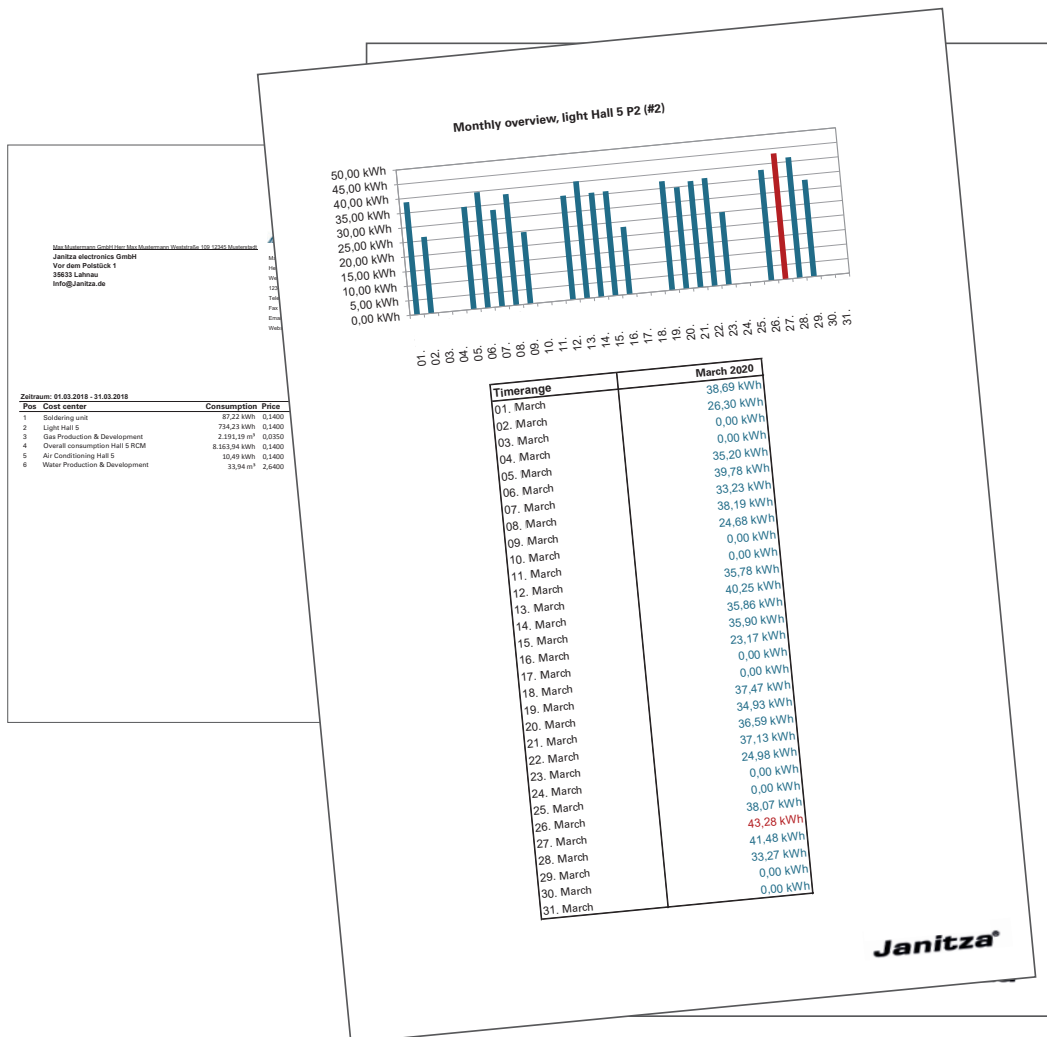 Max Mustermann GmbH Herr Max Mustermann Weststraße 109 12345 Musterstadt
Janitza electronics GmbH
Vor dem Polstück 1
35633 Lahnau
Info@Janitza.de
123
Tele
Fax
Ema
Webs
Zeitraum: 01.03.2018 - 31.03.2018
Pos Cost center Consumption Price
1 Soldering unit 87,22 kWh 0,1400
2 Light Hall 5 734,23 kWh 0,1400
3 Gas Production & Development 2.191,19 m³ 0,0350
4 Overall consumption Hall 5 RCM 8.163,94 kWh 0,1400
5 Air Conditioning Hall 5 10,49 kWh 0,1400
6 Water Production & Development 33,94 m³ 2,6400
Monthly overview, light Hall 5 P2 (#2)
50,00 kWh
45,00 kWh
40,00 kWh
35,00 kWh
30,00 kWh
25,00 kWh
20,00 kWh
15,00 kWh
10,00 kWh
5,00 kWh
0,00 kWh
01. 02. 03. 04. 05. 06. 07. 08. 09. 10. 11. 12. 13. 14. 15. 16. 17. 18. 19. 20. 21. 22. 23. 24. 25. 26. 27. 28. 29. 30. 31.
Timerange March 2020
01. March 38,69 kWh
02. March 26,30 kWh
03. March 0,00 kWh
04. March 0,00 kWh
05. March 35,20 kWh
06. March 39,78 kWh
07. March 33,23 kWh
08. March 38,19 kWh
09. March 24,68 kWh
10. March 0,00 kWh
11. March 0,00 kWh
12. March 35,78 kWh
13. March 40,25 kWh
14. March 35,86 kWh
15. March 35,90 kWh
16. March 23,17 kWh
17. March 0,00 kWh
18. March 0,00 kWh
19. March 37,47 kWh
20. March 34,93 kWh
21. March 36,59 kWh
22. March 37,13 kWh
23. March 24,98 kWh
24. March 0,00 kWh
25. March 0,00 kWh
26. March 38,07 kWh
27. March 43,28 kWh
28. March 41,48 kWh
29. March 33,27 kWh
30. March 0,00 kWh
31. March 0,00 kWh
Janitza®